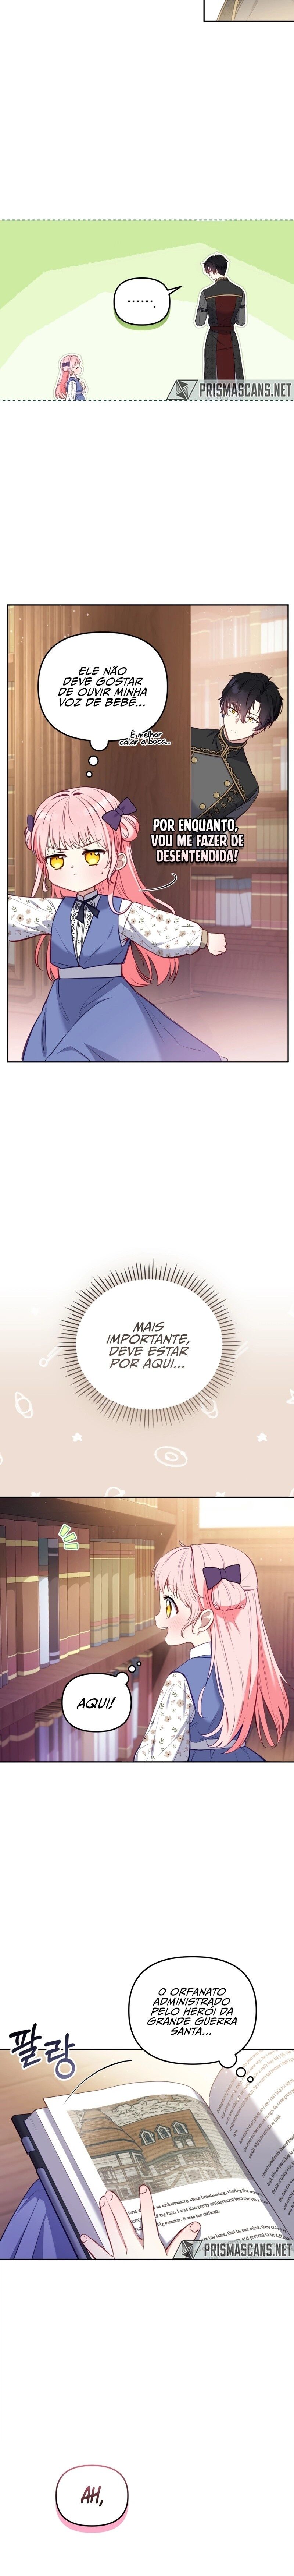 .......
PRISMASCANS.NET
ELE NÃO
DEVE GOSTAR
DE OUVIR MINHA
VOZ DE BEBÊ...
É melhor
calar a boca...
POR ENQUANTO,
VOU ME FAZER DE
DESENTENDIDA!
MAIS
IMPORTANTE,
DEVE ESTAR
POR AQUI...
AQUI!
O ORFANATO
ADMINISTRADO
PELO HERÓI DA
GRANDE GUERRA
SANTA...
팔랑
PRISMASCANS.NET
AH,